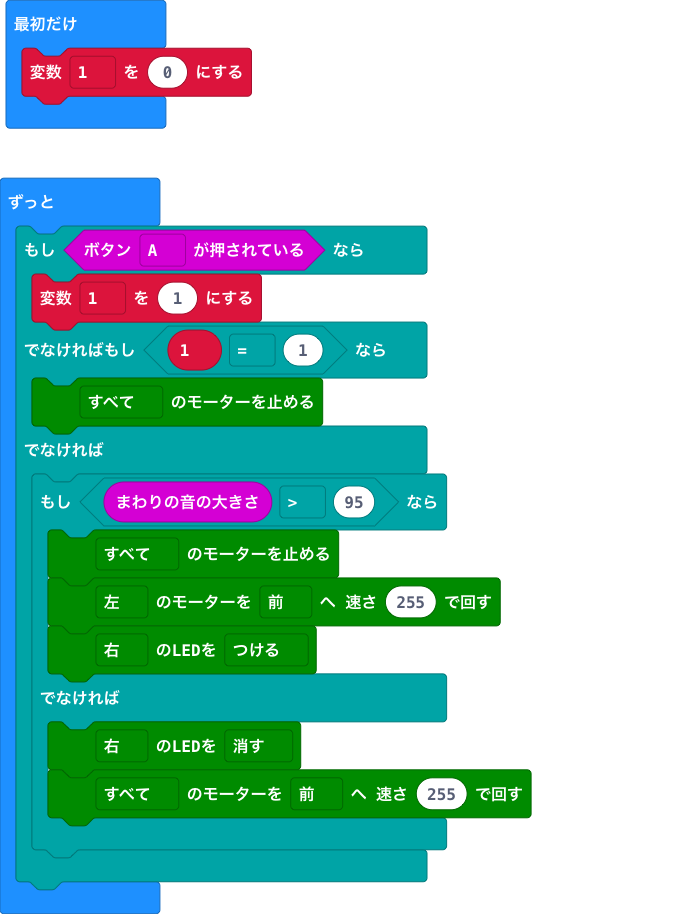 最初だけ
変数 1 を 0 にする
ずっと
もし ボタン A が押されている なら
変数 1 を 1 にする
でなければもし 1 = 1 なら
すべて のモーターを止める
でなければ
もし まわりの音の大きさ > 95 なら
すべて のモーターを止める
左 のモーターを 前 へ 速さ 255 で回す
右 のLEDを つける
でなければ
右 のLEDを 消す
すべて のモーターを 前 へ 速さ 255 で回す